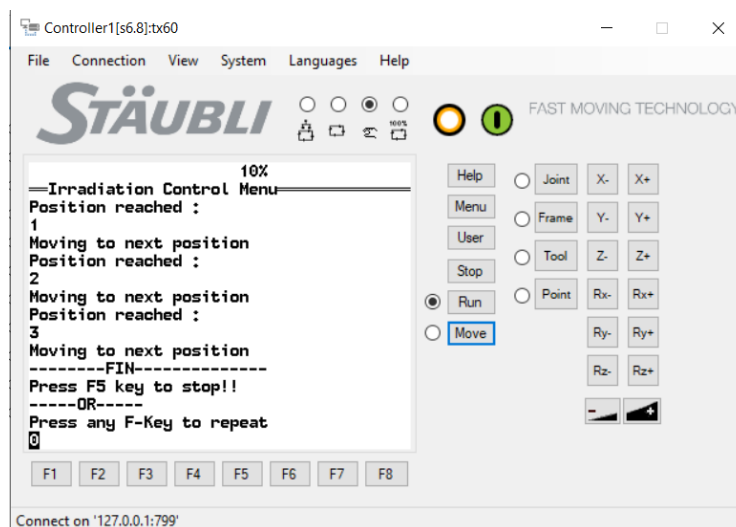 Controller1[s6.8]:tx60
File Connection View System Languages Help
STÄUBLI
100%
FAST MOVING TECHNOLOGY
10%
Irradiation Control Menu
Position reached :
1
Moving to next position
Position reached :
2
Moving to next position
Position reached :
3
Moving to next position
--------FIN--------------
Press F5 key to stop!!
-----OR-----
Press any F-Key to repeat
0
F1 F2 F3 F4 F5 F6 F7 F8
Help
Menu
User
Stop
Run
Move
Joint X- X+
Frame Y- Y+
Tool Z- Z+
Point Rx- Rx+
Ry- Ry+
Rz- Rz+
- +
Connect on '127.0.0.1:799'